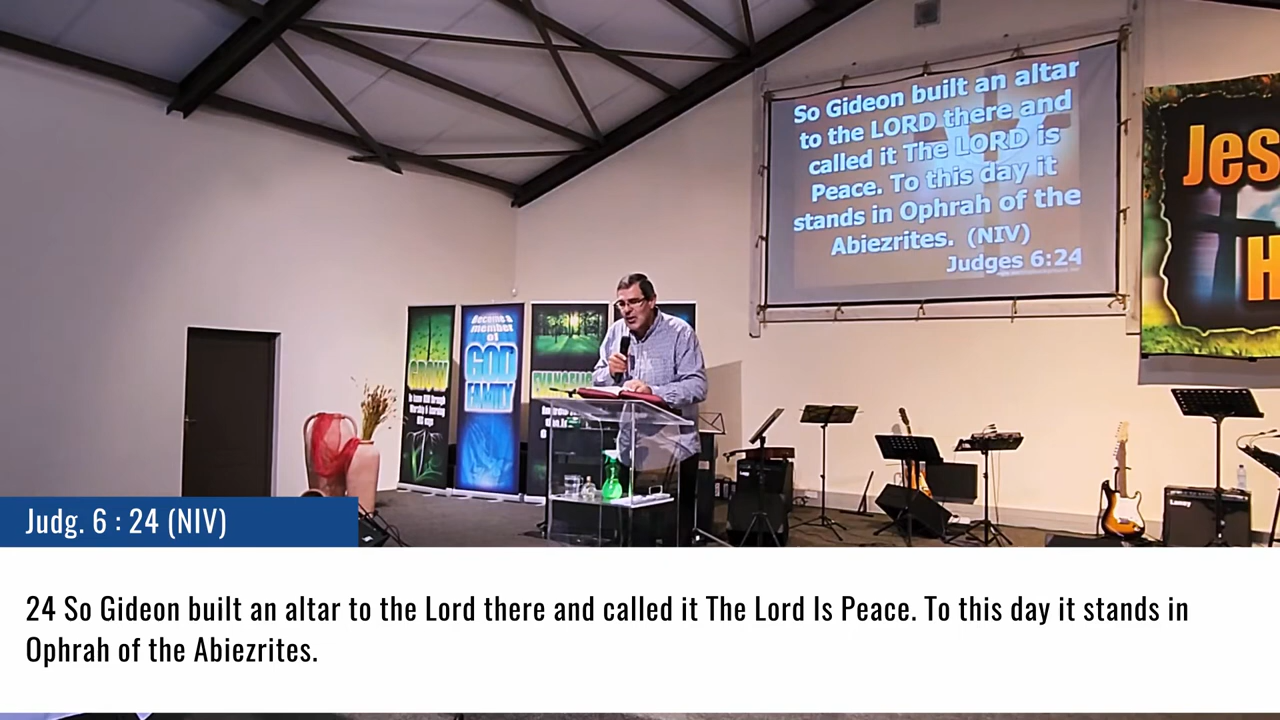 So Gideon built an altar
to the LORD there and
called it The LORD is
Peace. To this day it
stands in Ophrah of the
Abiezrites. (NIV)
Judges 6:24
Jes
H
GROW
Become a
member
of
GOD
FAMILY
EVANGELIS
Judg. 6 : 24 (NIV)
24 So Gideon built an altar to the Lord there and called it The Lord Is Peace. To this day it stands in
Ophrah of the Abiezrites.